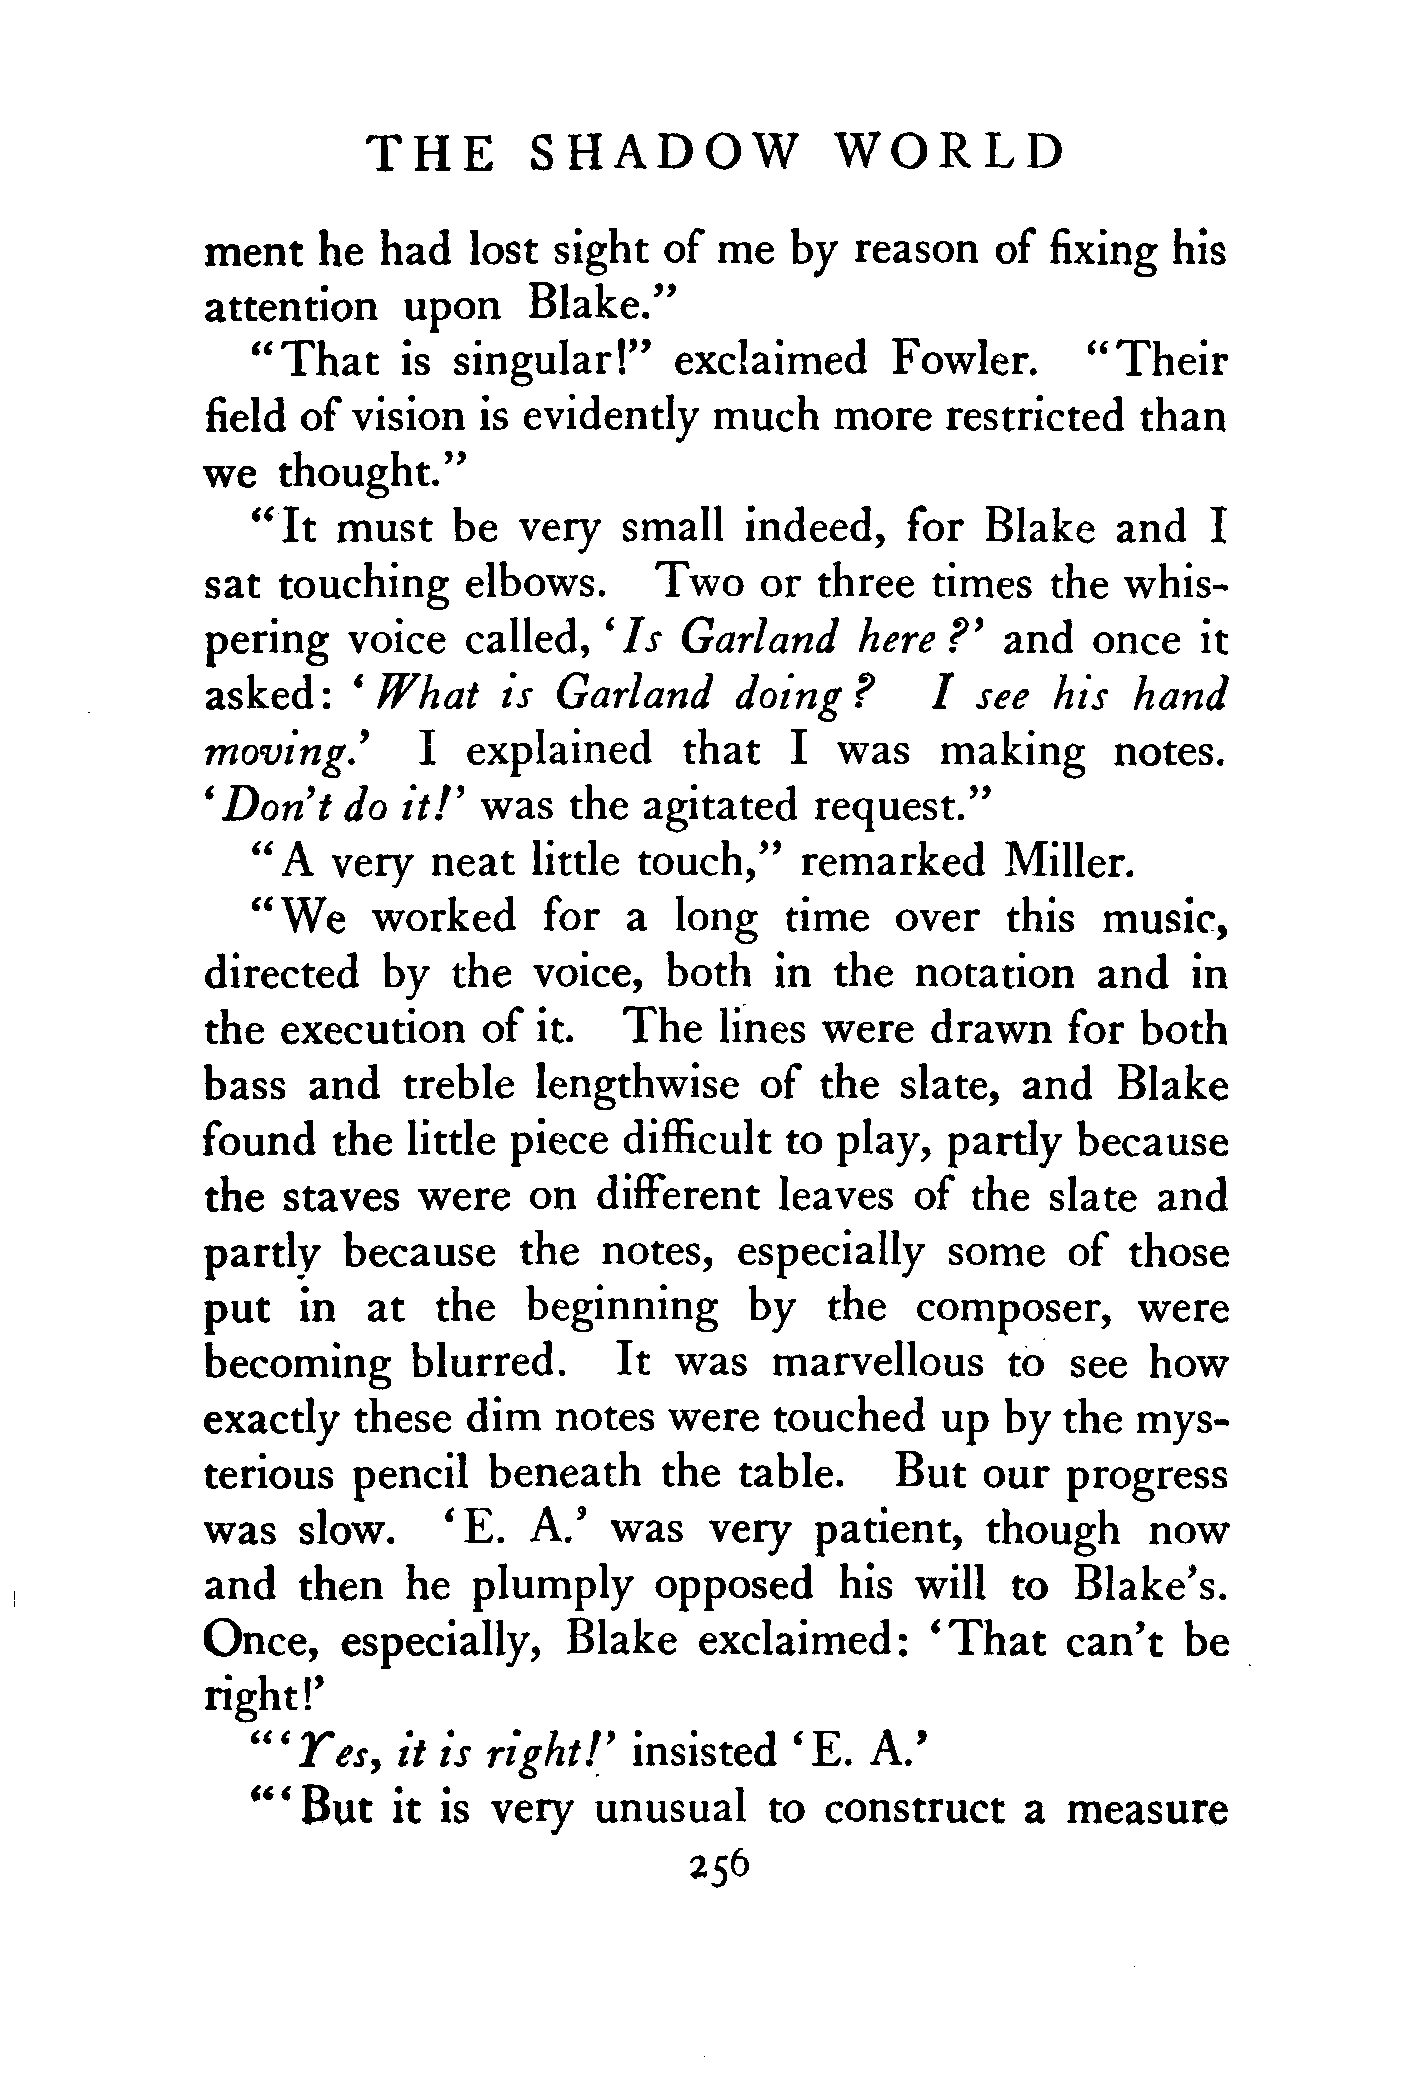 THE SHADOW WORLD
ment he had lost sight of me by reason of fixing his
attention upon Blake.”
“That is singular!” exclaimed Fowler. “Their
field of vision is evidently much more restricted than
we thought.”
“It must be very small indeed, for Blake and I
sat touching elbows. Two or three times the whis-
pering voice called, ‘Is Garland here?’ and once it
asked: ‘What is Garland doing? I see his hand
moving.’ I explained that I was making notes.
‘Don’t do it!’ was the agitated request.”
“A very neat little touch,” remarked Miller.
“We worked for a long time over this music,
directed by the voice, both in the notation and in
the execution of it. The lines were drawn for both
bass and treble lengthwise of the slate, and Blake
found the little piece difficult to play, partly because
the staves were on different leaves of the slate and
partly because the notes, especially some of those
put in at the beginning by the composer, were
becoming blurred. It was marvellous to see how
exactly these dim notes were touched up by the mys-
terious pencil beneath the table. But our progress
was slow. ‘E. A.’ was very patient, though now
and then he plumply opposed his will to Blake’s.
Once, especially, Blake exclaimed: ‘That can’t be
right!’
“‘Yes, it is right!’ insisted ‘E. A.’
“‘But it is very unusual to construct a measure
256